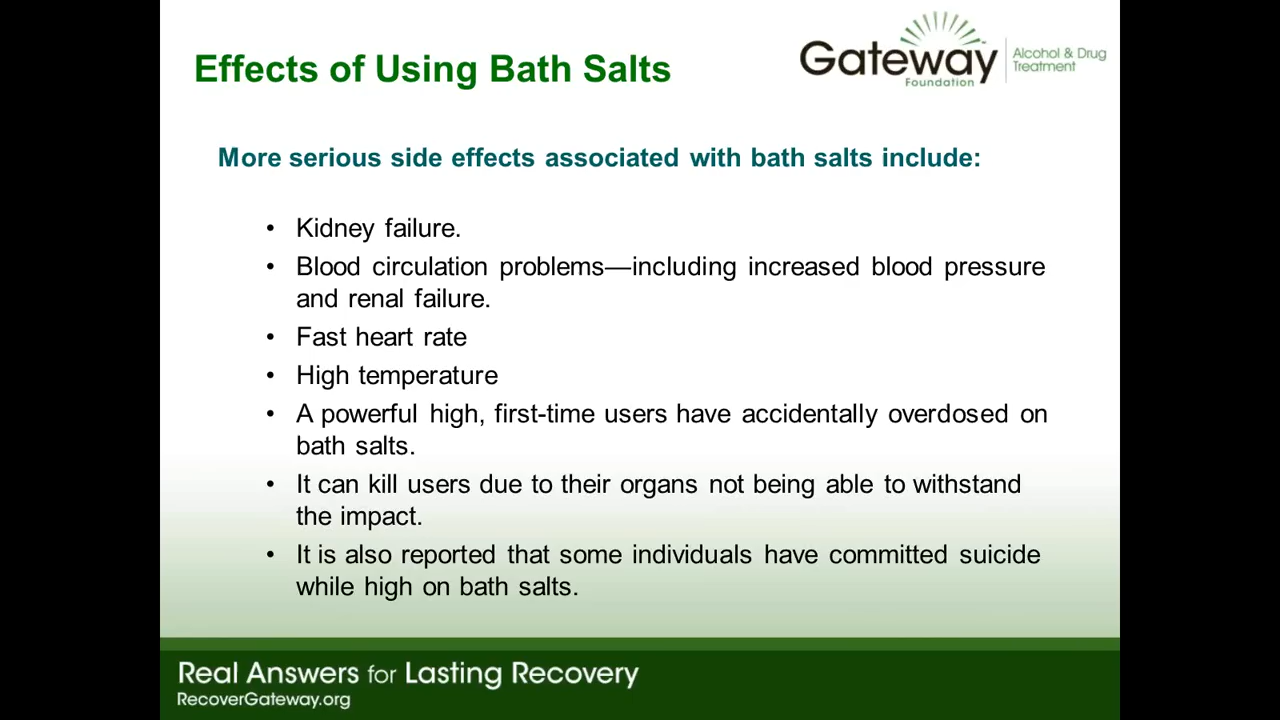 Effects of Using Bath Salts
Gateway
Foundation
Alcohol & Drug
Treatment
More serious side effects associated with bath salts include:
• Kidney failure.
• Blood circulation problems—including increased blood pressure
and renal failure.
• Fast heart rate
• High temperature
• A powerful high, first-time users have accidentally overdosed on
bath salts.
• It can kill users due to their organs not being able to withstand
the impact.
• It is also reported that some individuals have committed suicide
while high on bath salts.
Real Answers for Lasting Recovery
RecoverGateway.org